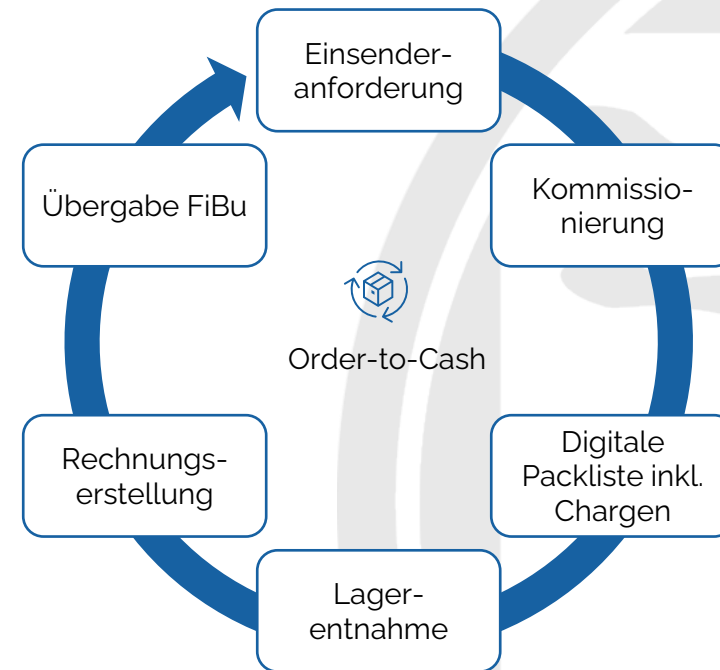 Einsender-
anforderung
Kommissio-
nierung
Digitale
Packliste inkl.
Chargen
Lager-
entnahme
Rechnungs-
erstellung
Übergabe FiBu
Order-to-Cash